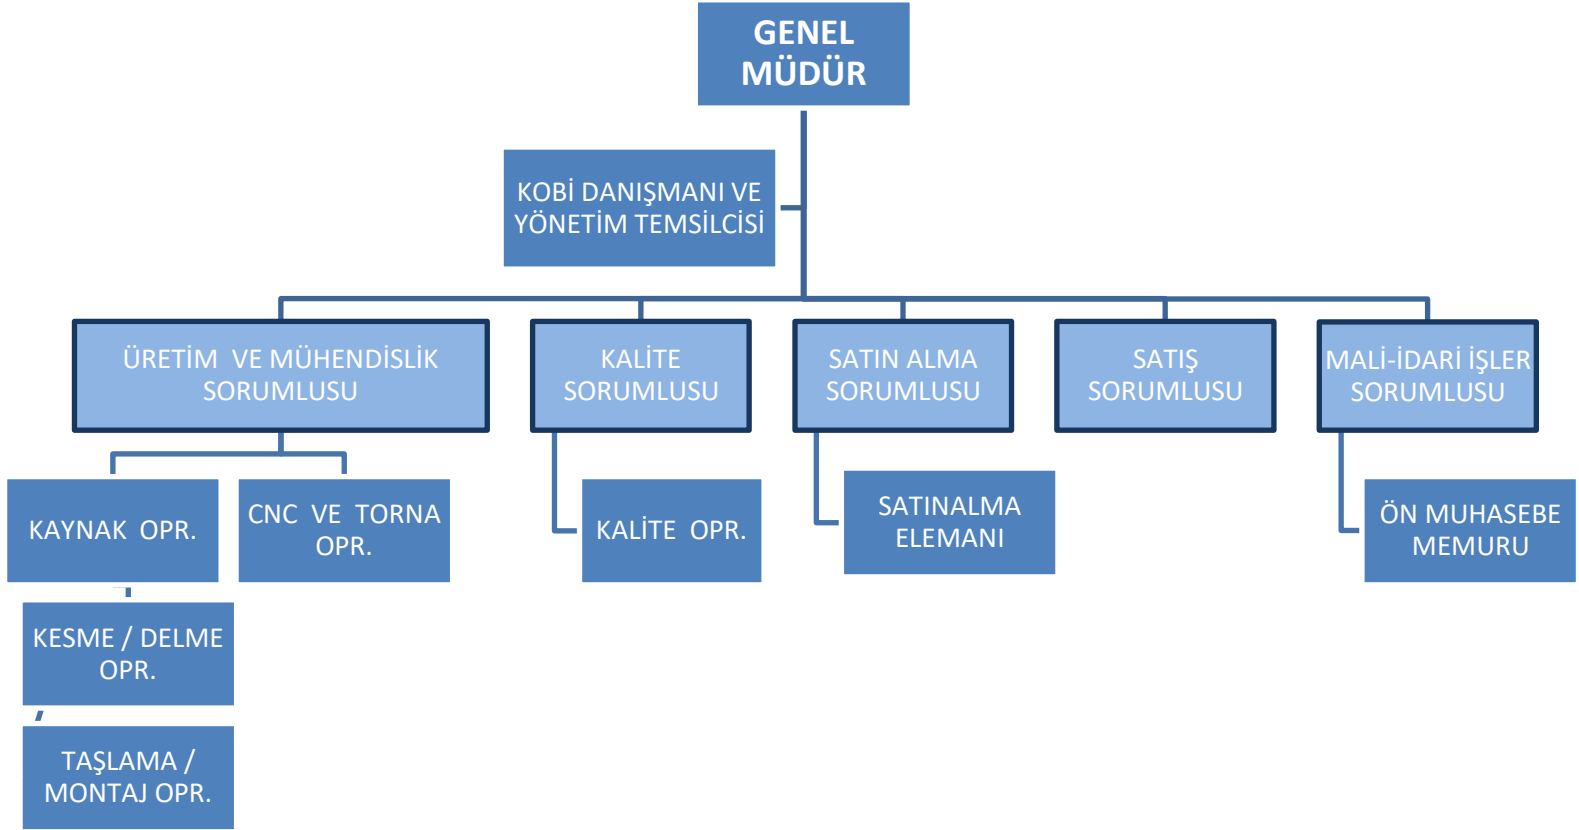 GENEL
MÜDÜR
KOBİ DANIŞMANI VE
YÖNETİM TEMSİLCİSİ
ÜRETİM VE MÜHENDİSLİK
SORUMLUSU
KALİTE
SORUMLUSU
SATIN ALMA
SORUMLUSU
SATIŞ
SORUMLUSU
MALİ-İDARİ İŞLER
SORUMLUSU
KAYNAK OPR.
CNC VE TORNA
OPR.
KALİTE OPR.
SATINALMA
ELEMANI
ÖN MUHASEBE
MEMURU
KESME / DELME
OPR.
TAŞLAMA /
MONTAJ OPR.